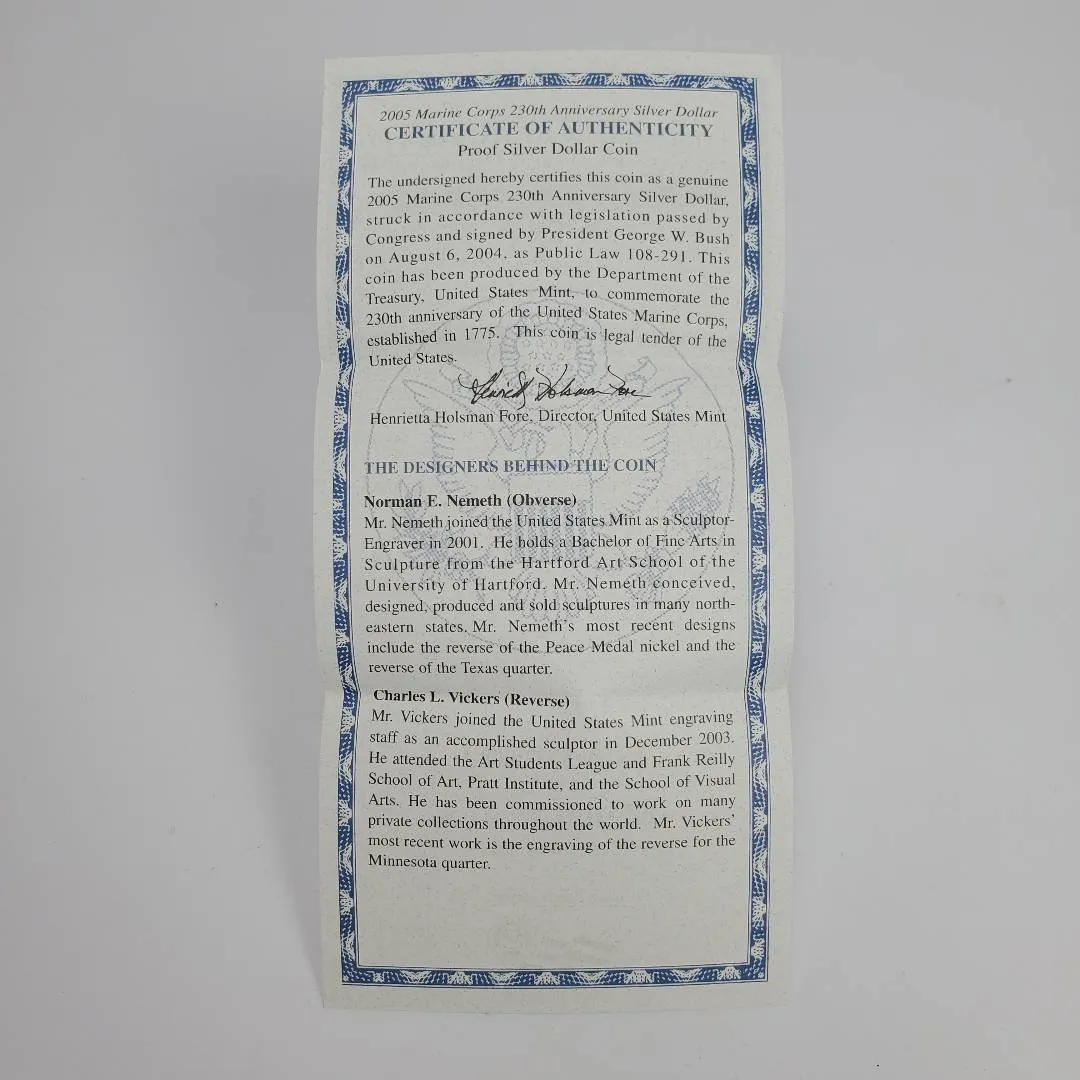 2005 Marine Corps 230th Anniversary Silver Dollar
CERTIFICATE OF AUTHENTICITY
Proof Silver Dollar Coin
The undersigned hereby certifies this coin as a genuine
2005 Marine Corps 230th Anniversary Silver Dollar,
struck in accordance with legislation passed by
Congress and signed by President George W. Bush
on August 6, 2004, as Public Law 108-291. This
coin has been produced by the Department of the
Treasury, United States Mint, to commemorate the
230th anniversary of the United States Marine Corps,
established in 1775. This coin is legal tender of the
United States.
Henrietta Holsman Fore
Henrietta Holsman Fore, Director, United States Mint
THE DESIGNERS BEHIND THE COIN
Norman E. Nemeth (Obverse)
Mr. Nemeth joined the United States Mint as a Sculptor-
Engraver in 2001. He holds a Bachelor of Fine Arts in
Sculpture from the Hartford Art School of the
University of Hartford. Mr. Nemeth conceived,
designed, produced and sold sculptures in many north-
eastern states. Mr. Nemeth's most recent designs
include the reverse of the Peace Medal nickel and the
reverse of the Texas quarter.
Charles L. Vickers (Reverse)
Mr. Vickers joined the United States Mint engraving
staff as an accomplished sculptor in December 2003.
He attended the Art Students League and Frank Reilly
School of Art, Pratt Institute, and the School of Visual
Arts. He has been commissioned to work on many
private collections throughout the world. Mr. Vickers'
most recent work is the engraving of the reverse for the
Minnesota quarter.